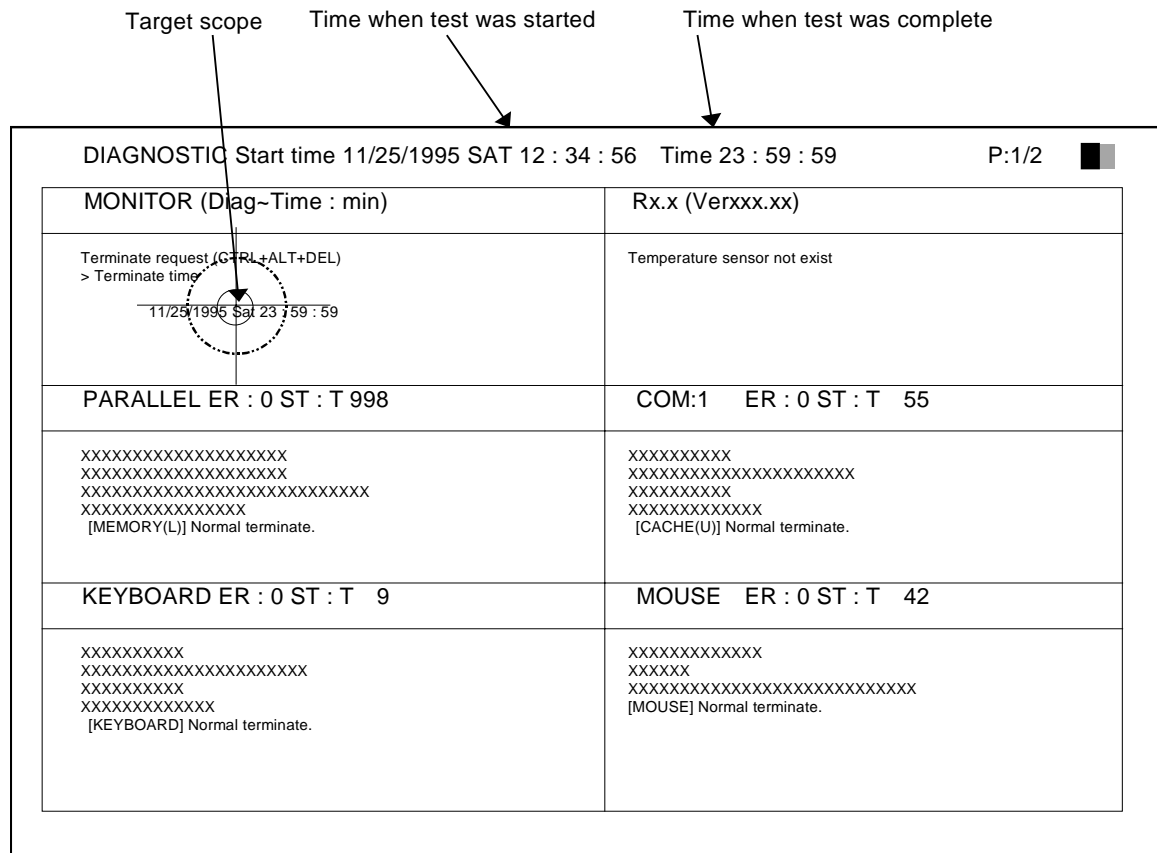 Target scope
Time when test was started
Time when test was complete
DIAGNOSTIC Start time 11/25/1995 SAT 12 : 34 : 56 Time 23 : 59 : 59 P:1/2
MONITOR (Diag~Time : min)
Rx.x (Verxxx.xx)
Terminate request (CTRL+ALT+DEL)
> Terminate time
11/25/1995 Sat 23 : 59 : 59
Temperature sensor not exist
PARALLEL ER : 0 ST : T 998
COM:1 ER : 0 ST : T 55
XXXXXXXXXXXXXXXXXXXX
XXXXXXXXXXXXXXXXXXXX
XXXXXXXXXXXXXXXXXXXXXXXXXXXX
XXXXXXXXXXXXXXXX
[MEMORY(L)] Normal terminate.
XXXXXXXXXX
XXXXXXXXXXXXXXXXXXXXXX
XXXXXXXXXX
XXXXXXXXXXXXX
[CACHE(U)] Normal terminate.
KEYBOARD ER : 0 ST : T 9
MOUSE ER : 0 ST : T 42
XXXXXXXXXX
XXXXXXXXXXXXXXXXXXXXXX
XXXXXXXXXX
XXXXXXXXXXXXX
[KEYBOARD] Normal terminate.
XXXXXXXXXXXXX
XXXXXX
XXXXXXXXXXXXXXXXXXXXXXXXXXXX
[MOUSE] Normal terminate.